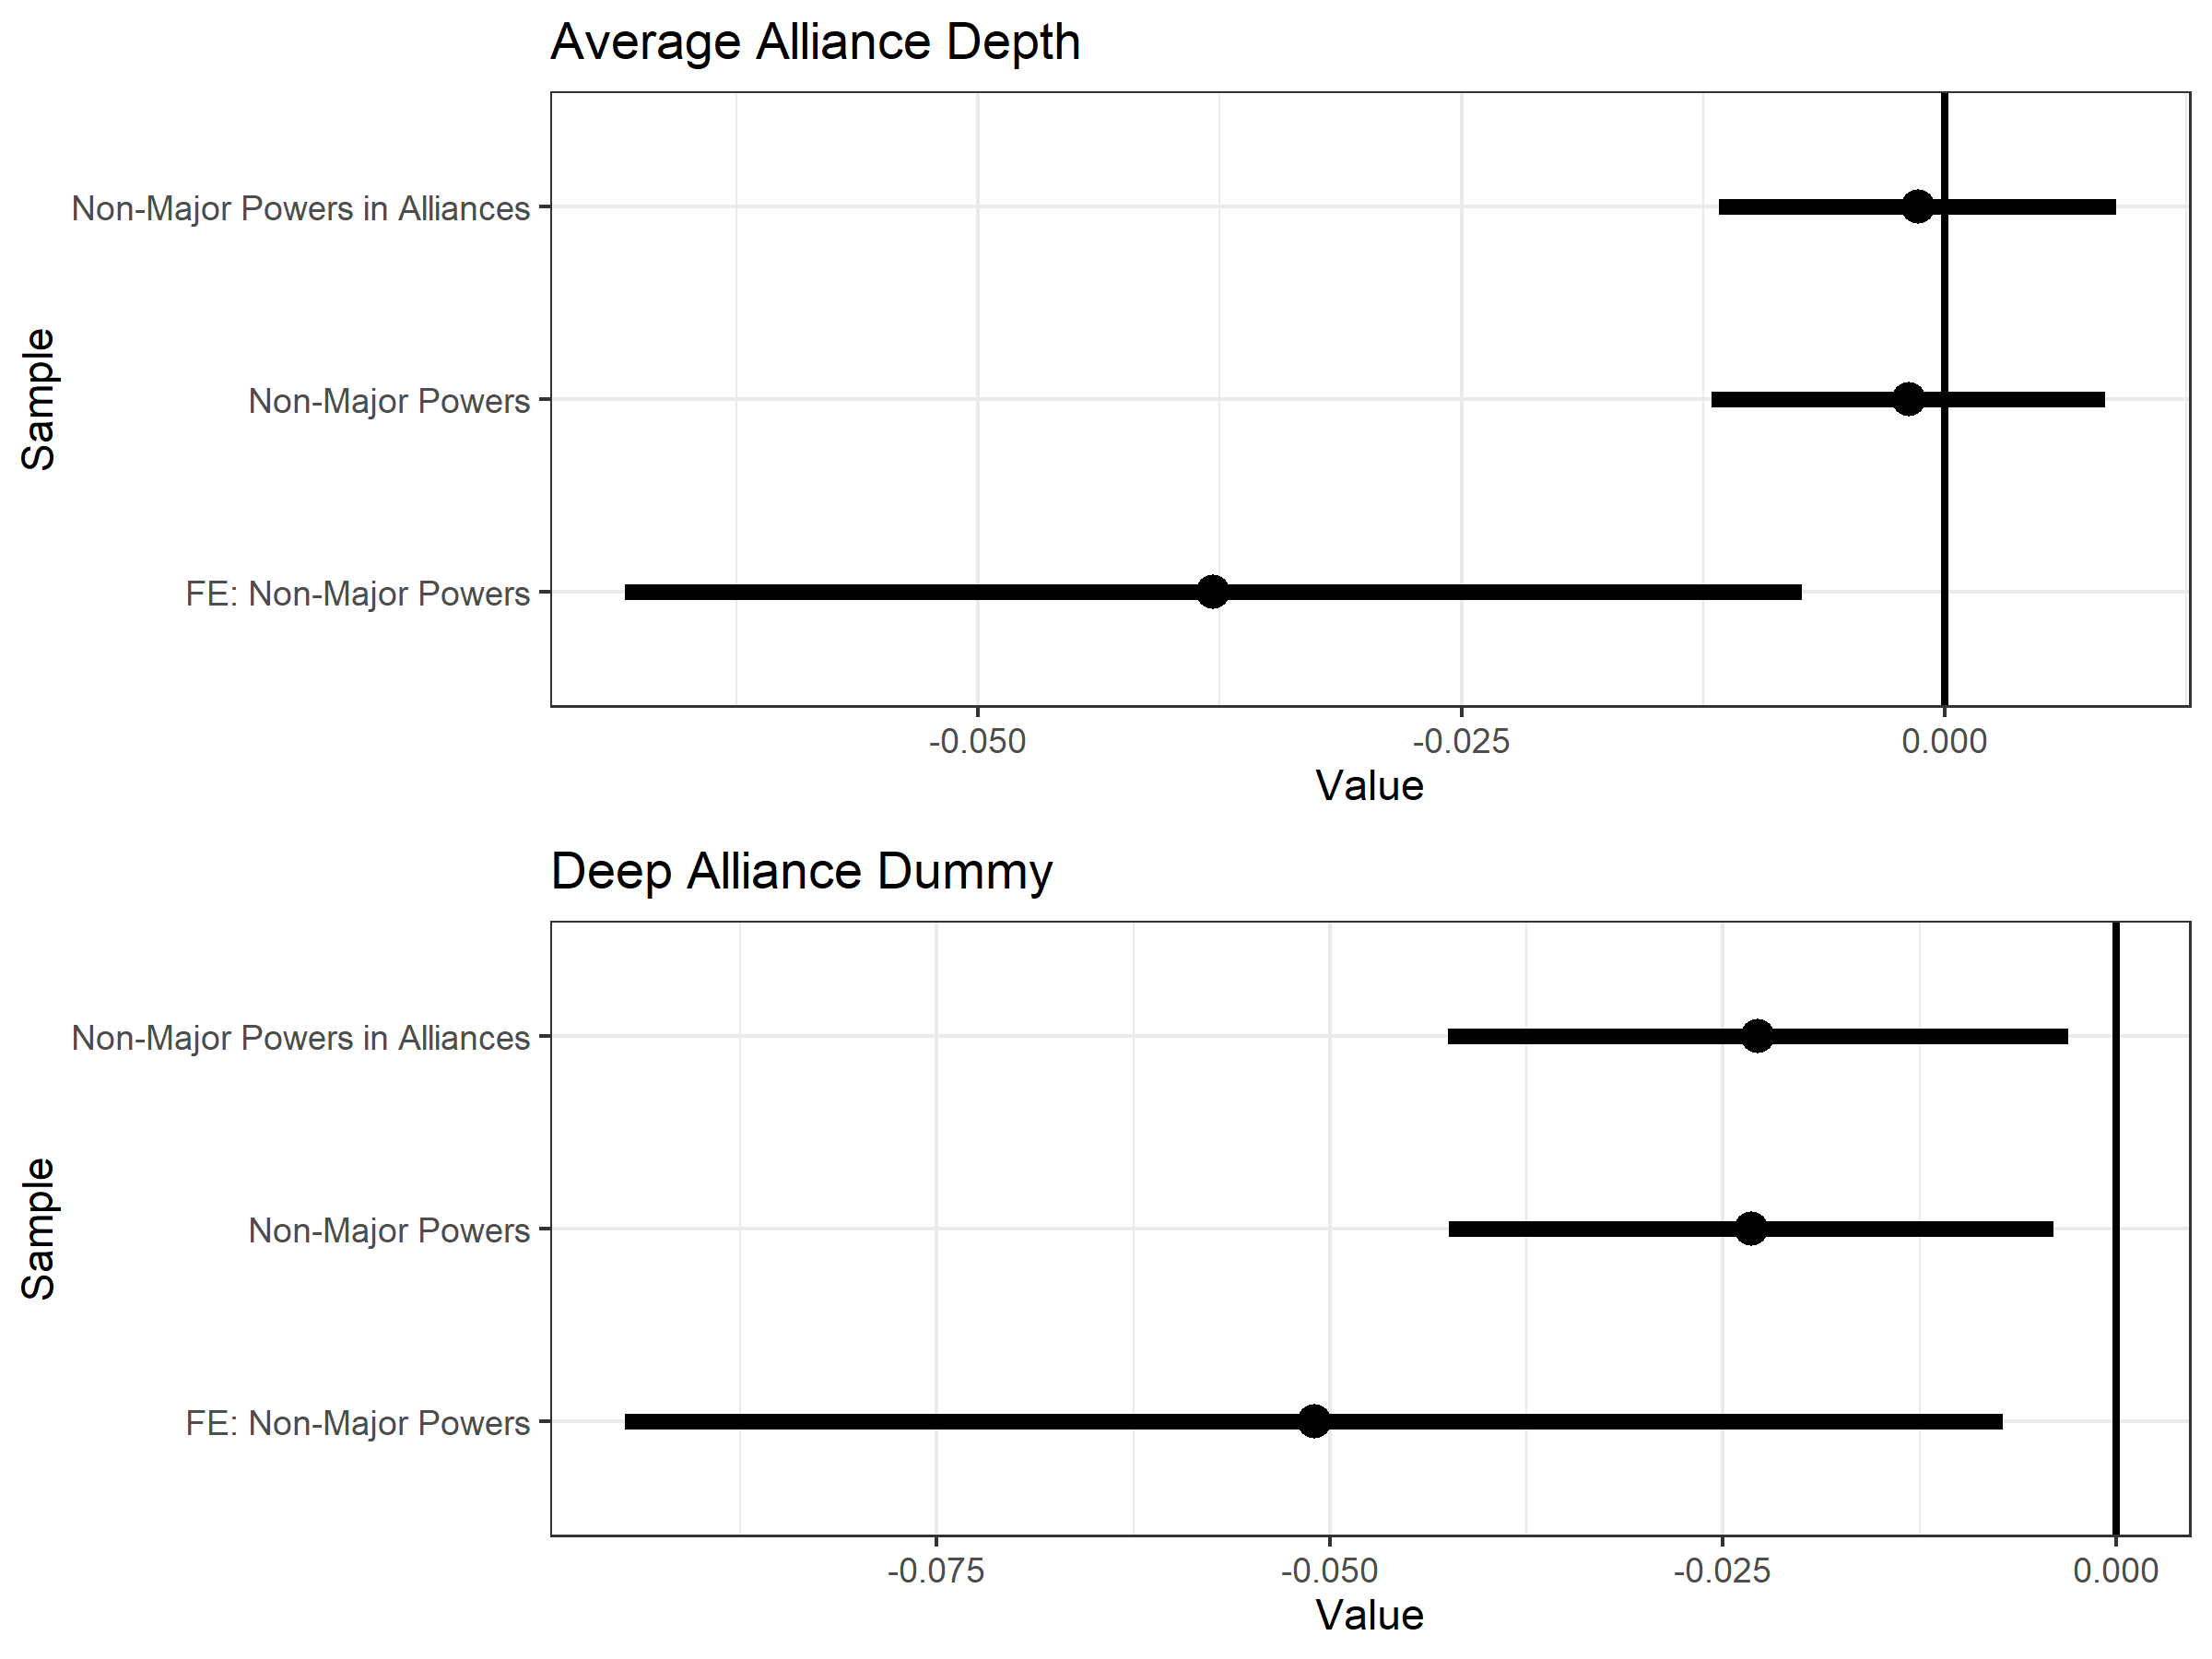 Average Alliance Depth
Non-Major Powers in Alliances
Non-Major Powers
FE: Non-Major Powers
Sample
-0.050
-0.025
0.000
Value
Deep Alliance Dummy
Non-Major Powers in Alliances
Non-Major Powers
FE: Non-Major Powers
Sample
-0.075
-0.050
-0.025
0.000
Value